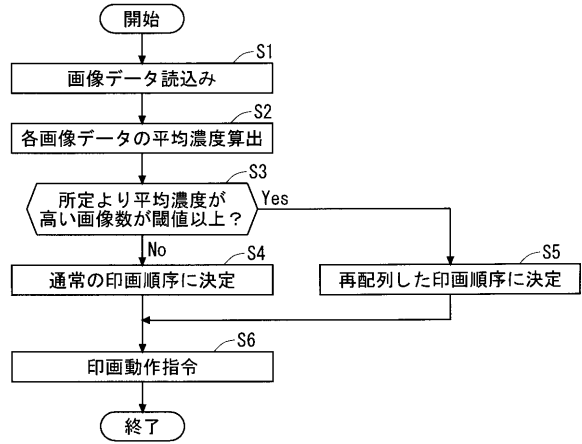 開始
S1
画像データ読込み
S2
各画像データの平均濃度算出
S3
所定より平均濃度が
高い画像数が閾値以上?
Yes
No
S4
通常の印画順序に決定
S5
再配列した印画順序に決定
S6
印画動作指令
終了